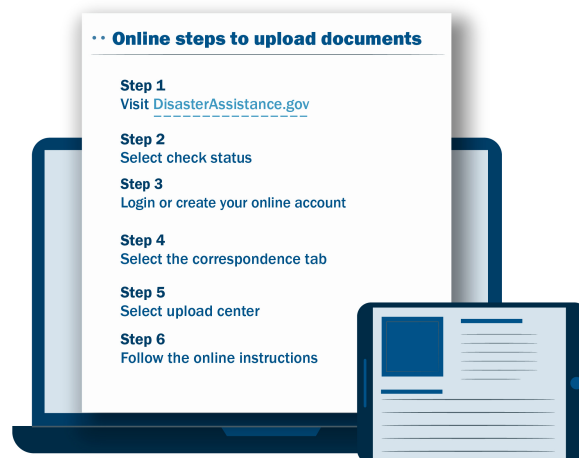 Online steps to upload documents
Step 1
Visit DisasterAssistance.gov
Step 2
Select check status
Step 3
Login or create your online account
Step 4
Select the correspondence tab
Step 5
Select upload center
Step 6
Follow the online instructions